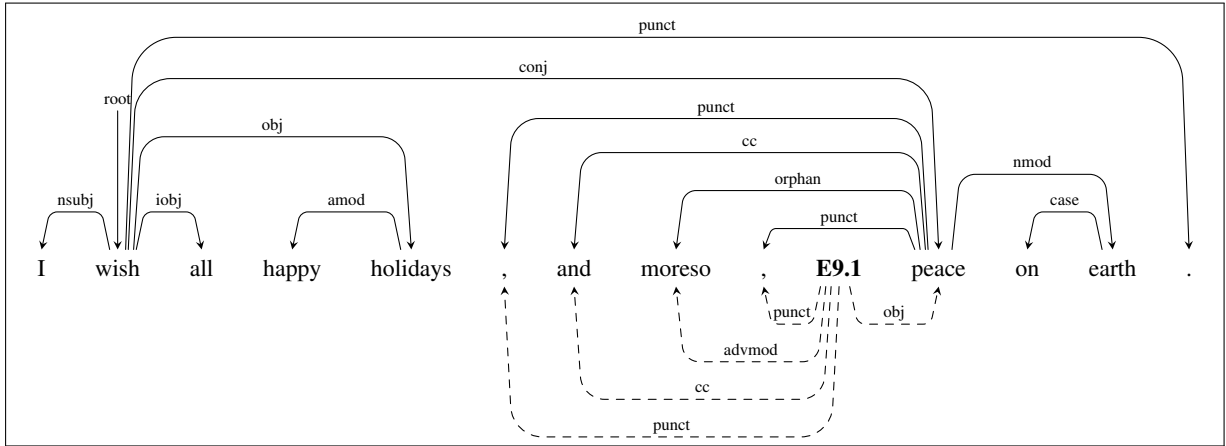 punct
conj
root
punct
obj
cc
orphan
nmod
nsubj iobj amod punct case
I wish all happy holidays , and moreso , E9.1 peace on earth .
punct obj
advmod
cc
punct